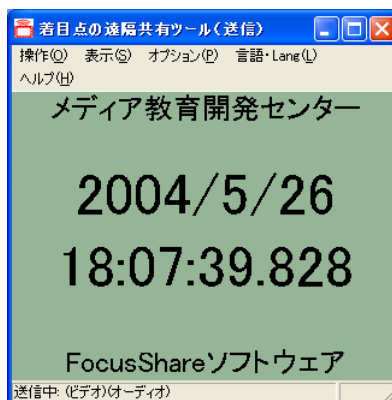 着目点の遠隔共有ツール(送信)
操作(O) 表示(S) オプション(P) 言語・Lang(L)
ヘルプ(H)
メディア教育開発センター
2004/5/26
18:07:39.828
FocusShareソフトウェア
送信中: (ビデオ)(オーディオ)